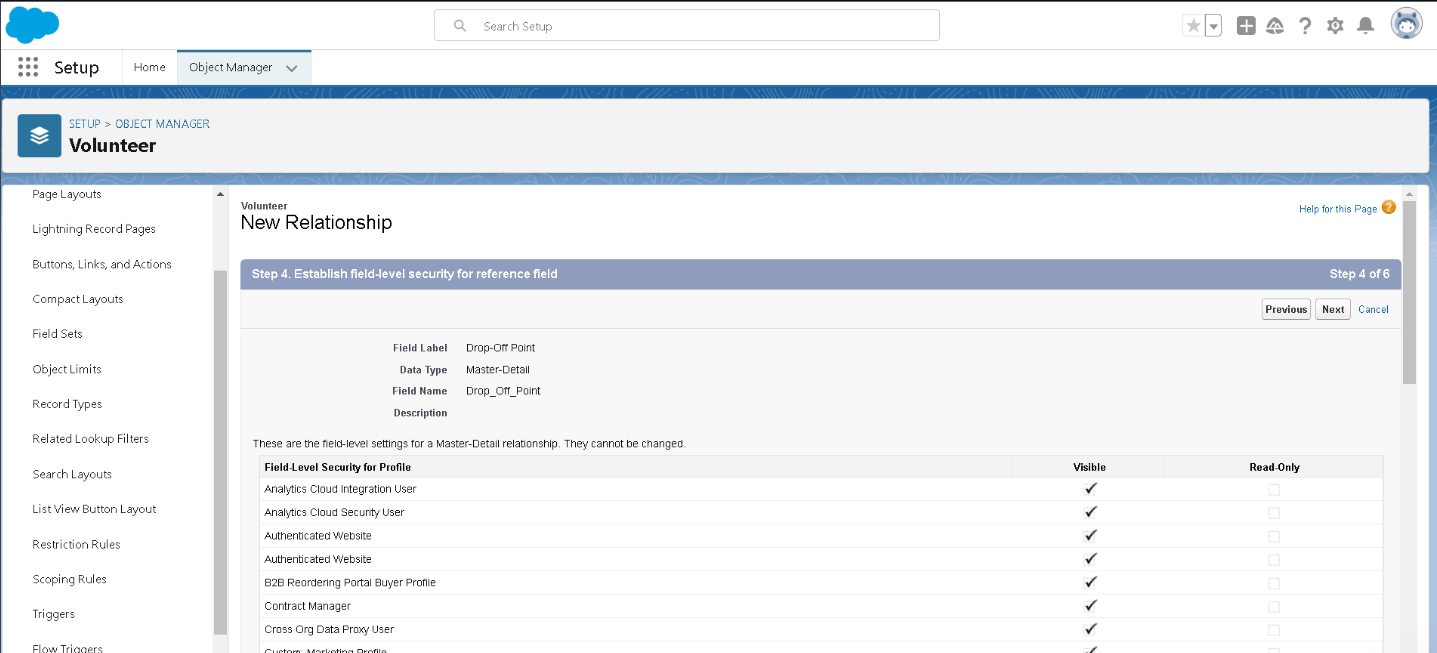 Search Setup
Setup
Home
Object Manager
SETUP > OBJECT MANAGER
Volunteer
Page Layouts
Lightning Record Pages
Buttons, Links, and Actions
Compact Layouts
Field Sets
Object Limits
Record Types
Related Lookup Filters
Search Layouts
List View Button Layout
Restriction Rules
Scoping Rules
Triggers
Flow Triggers
Volunteer
New Relationship
Help for this Page ?
Step 4. Establish field-level security for reference field Step 4 of 6
Previous Next Cancel
Field Label Drop-Off Point
Data Type Master-Detail
Field Name Drop_Off_Point
Description
These are the field-level settings for a Master-Detail relationship. They cannot be changed.
Field-Level Security for Profile Visible Read-Only
Analytics Cloud Integration User
Analytics Cloud Security User
Authenticated Website
Authenticated Website
B2B Reordering Portal Buyer Profile
Contract Manager
Cross Org Data Proxy User
Custom: Marketing Profile